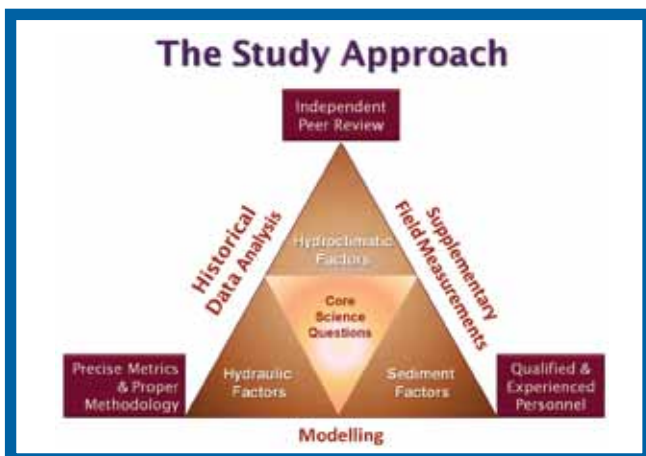 The Study Approach
Independent
Peer Review
Historical
Data Analysis
Supplementary
Field Measurements
Hydroclimatic
Factors
Core
Science
Questions
Precise Metrics
& Proper
Methodology
Hydraulic
Factors
Sediment
Factors
Qualified &
Experienced
Personnel
Modelling